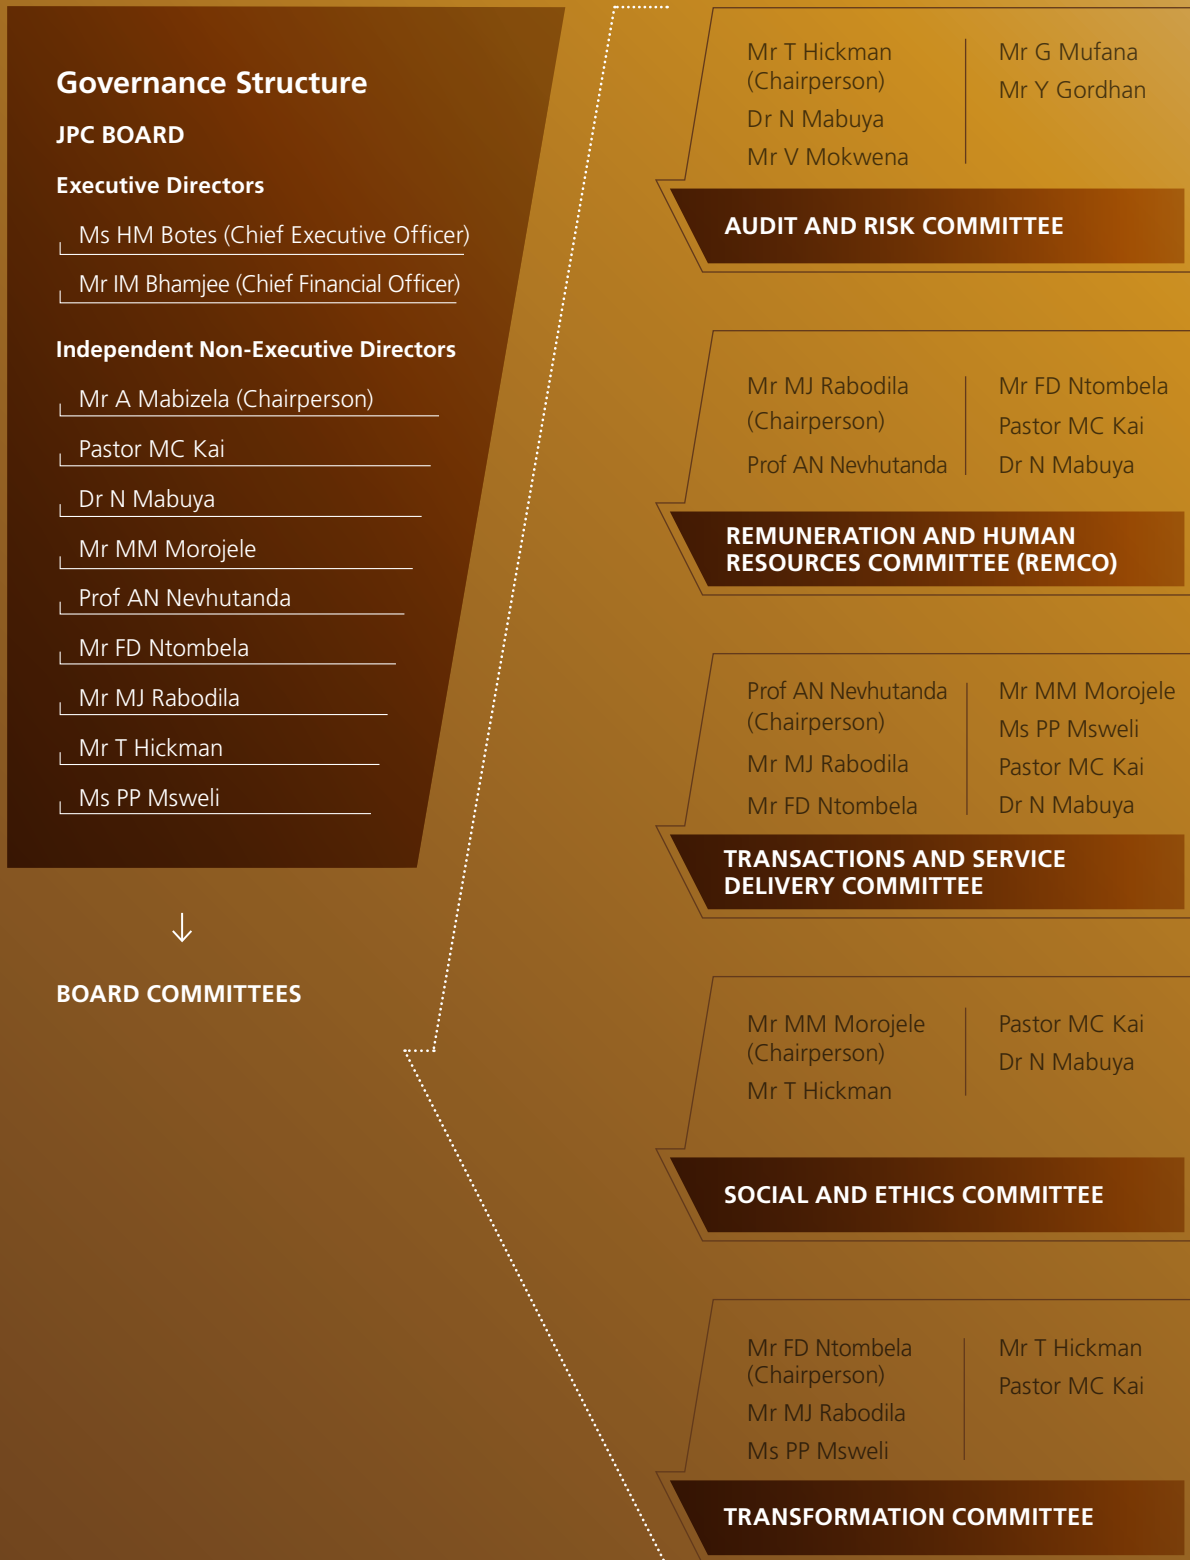 Governance Structure
JPC BOARD
Executive Directors
Ms HM Botes (Chief Executive Officer)
Mr IM Bhamjee (Chief Financial Officer)
Independent Non-Executive Directors
Mr A Mabizela (Chairperson)
Pastor MC Kai
Dr N Mabuya
Mr MM Morojele
Prof AN Nevhutanda
Mr FD Ntombela
Mr MJ Rabodila
Mr T Hickman
Ms PP Msweli
BOARD COMMITTEES
Mr T Hickman
(Chairperson)
Dr N Mabuya
Mr V Mokwena
Mr G Mufana
Mr Y Gordhan
AUDIT AND RISK COMMITTEE
Mr MJ Rabodila
(Chairperson)
Prof AN Nevhutanda
Mr FD Ntombela
Pastor MC Kai
Dr N Mabuya
REMUNERATION AND HUMAN
RESOURCES COMMITTEE (REMCO)
Prof AN Nevhutanda
(Chairperson)
Mr MJ Rabodila
Mr FD Ntombela
Mr MM Morojele
Ms PP Msweli
Pastor MC Kai
Dr N Mabuya
TRANSACTIONS AND SERVICE
DELIVERY COMMITTEE
Mr MM Morojele
(Chairperson)
Mr T Hickman
Pastor MC Kai
Dr N Mabuya
SOCIAL AND ETHICS COMMITTEE
Mr FD Ntombela
(Chairperson)
Mr MJ Rabodila
Ms PP Msweli
Mr T Hickman
Pastor MC Kai
TRANSFORMATION COMMITTEE